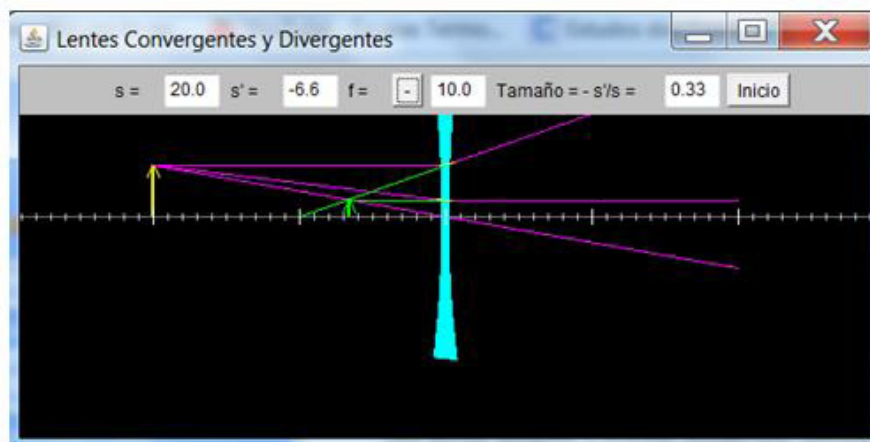 Lentes Convergentes y Divergentes
s = 20.0 s' = -6.6 f = - 10.0 Tamaño = - s'/s = 0.33 Inicio